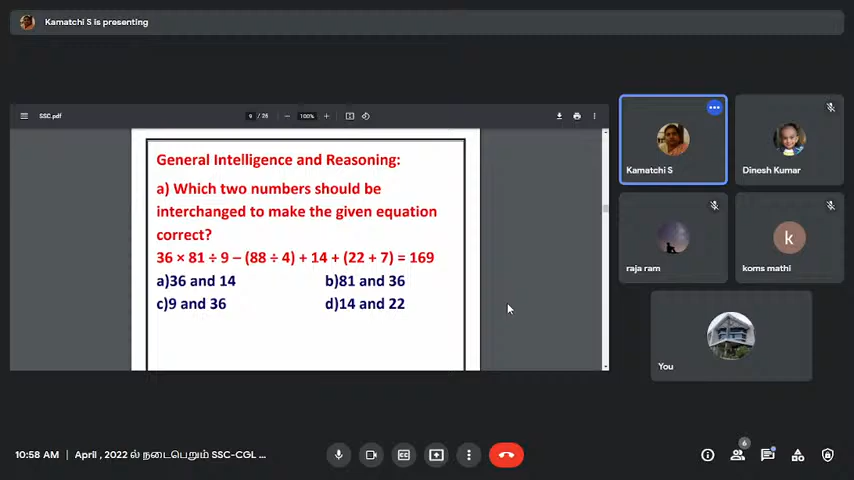 Kamatchi S is presenting
SSC.pdf
9 / 26
100%
General Intelligence and Reasoning:
a) Which two numbers should be
interchanged to make the given equation
correct?
36 × 81 ÷ 9 – (88 ÷ 4) + 14 + (22 + 7) = 169
a)36 and 14 b)81 and 36
c)9 and 36 d)14 and 22
Kamatchi S
Dinesh Kumar
raja ram
k
koms mathi
You
10:58 AM | April , 2022 ல் நடைபெறும் SSC-CGL ...
6